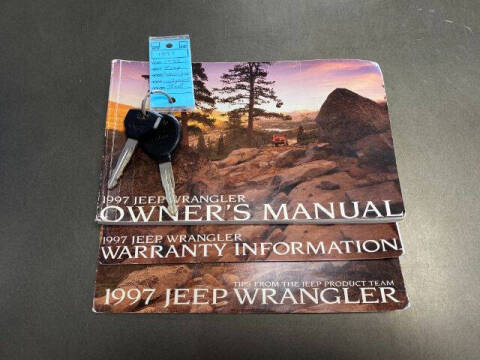 1997 JEEP WRANGLER
OWNER'S MANUAL
1997 JEEP WRANGLER
WARRANTY INFORMATION
TIPS FROM THE JEEP PRODUCT TEAM
1997 JEEP WRANGLER